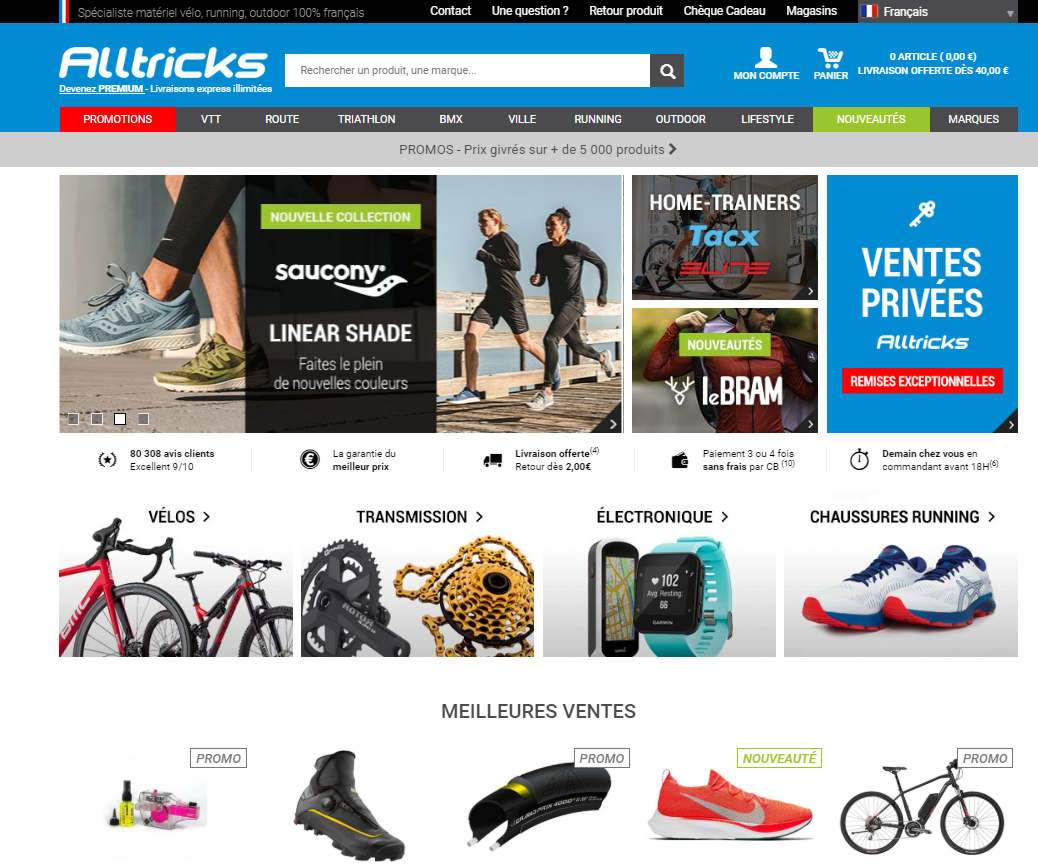 Spécialiste matériel vélo, running, outdoor 100% français
Contact
Une question ?
Retour produit
Chèque Cadeau
Magasins
Français
Alltricks
Devenez PREMIUM - Livraisons express illimitées
Rechercher un produit, une marque...
MON COMPTE
PANIER
0 ARTICLE ( 0,00 €)
LIVRAISON OFFERTE DÈS 40,00 €
PROMOTIONS
VTT
ROUTE
TRIATHLON
BMX
VILLE
RUNNING
OUTDOOR
LIFESTYLE
NOUVEAUTÉS
MARQUES
PROMOS - Prix givrés sur + de 5 000 produits
NOUVELLE COLLECTION
saucony®
LINEAR SHADE
Faites le plein
de nouvelles couleurs
HOME-TRAINERS
Tacx
ELITE
NOUVEAUTÉS
leBRAM
VENTES
PRIVÉES
Alltricks
REMISES EXCEPTIONNELLES
80 308 avis clients
Excellent 9/10
La garantie du
meilleur prix
Livraison offerte(4)
Retour dès 2,00€
Paiement 3 ou 4 fois
sans frais par CB (10)
Demain chez vous en
commandant avant 18H(6)
VÉLOS
TRANSMISSION
ÉLECTRONIQUE
CHAUSSURES RUNNING
BMC
ROTOR
102
Avg. Resting:
66
GARMIN
MEILLEURES VENTES
PROMO
PROMO
NOUVEAUTÉ
PROMO
GRAND PRIX 4000